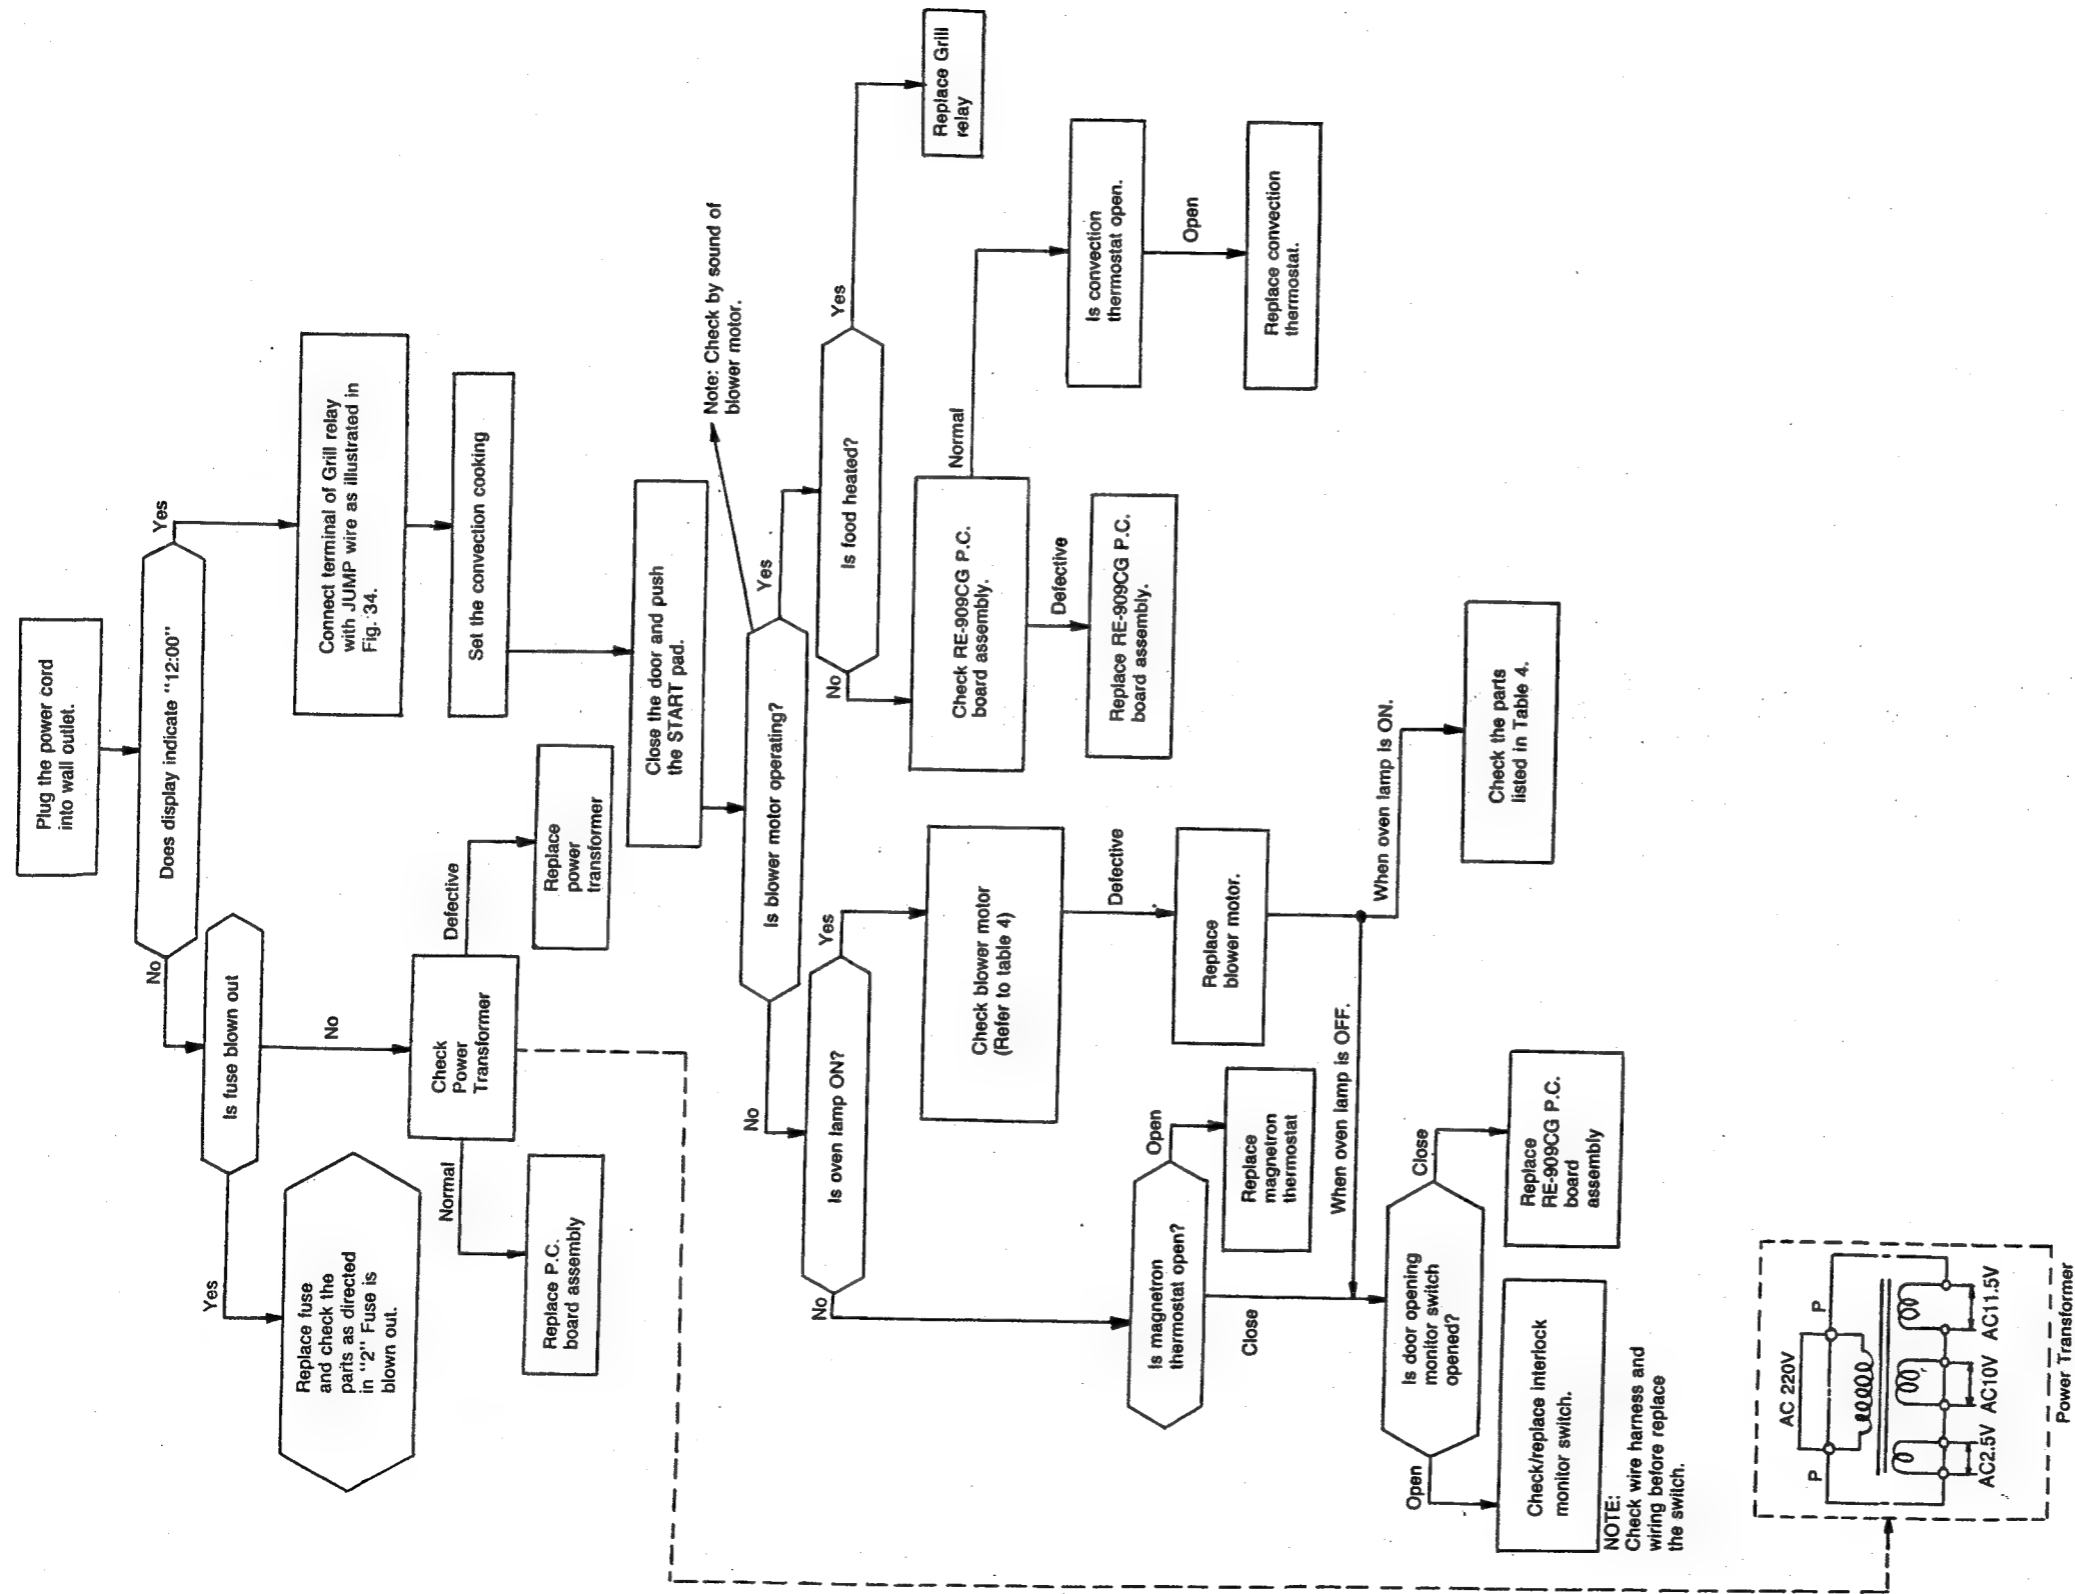 Plug the power cord
into wall outlet.
Does display indicate "12:00"
No
Yes
Is fuse blown out
Yes
No
Replace fuse
and check the
parts as directed
in "2" Fuse is
blown out.
Check
Power
Transformer
Normal
Defective
Replace P.C.
board assembly
Replace
power
transformer
Connect terminal of Grill relay
with JUMP wire as illustrated in
Fig. 34.
Set the convection cooking
Close the door and push
the START pad.
Is blower motor operating?
Note: Check by sound of
blower motor.
No
Yes
Is oven lamp ON?
No
Yes
Is food heated?
No
Yes
Replace Grill
relay
Check blower motor
(Refer to table 4)
Defective
Replace
blower motor.
Check RE-909CG P.C.
board assembly.
Normal
Defective
Replace RE-909CG P.C.
board assembly.
Is convection
thermostat open.
Open
Replace convection
thermostat.
Is magnetron
thermostat open?
Open
Close
Replace
magnetron
thermostat
When oven lamp is OFF.
When oven lamp is ON.
Check the parts
listed in Table 4.
Is door opening
monitor switch
opened?
Open
Close
Check/replace interlock
monitor switch.
Replace
RE-909CG P.C.
board
assembly
NOTE:
Check wire harness and
wiring before replace
the switch.
AC 220V
P
P
AC2.5V AC10V AC11.5V
Power Transformer